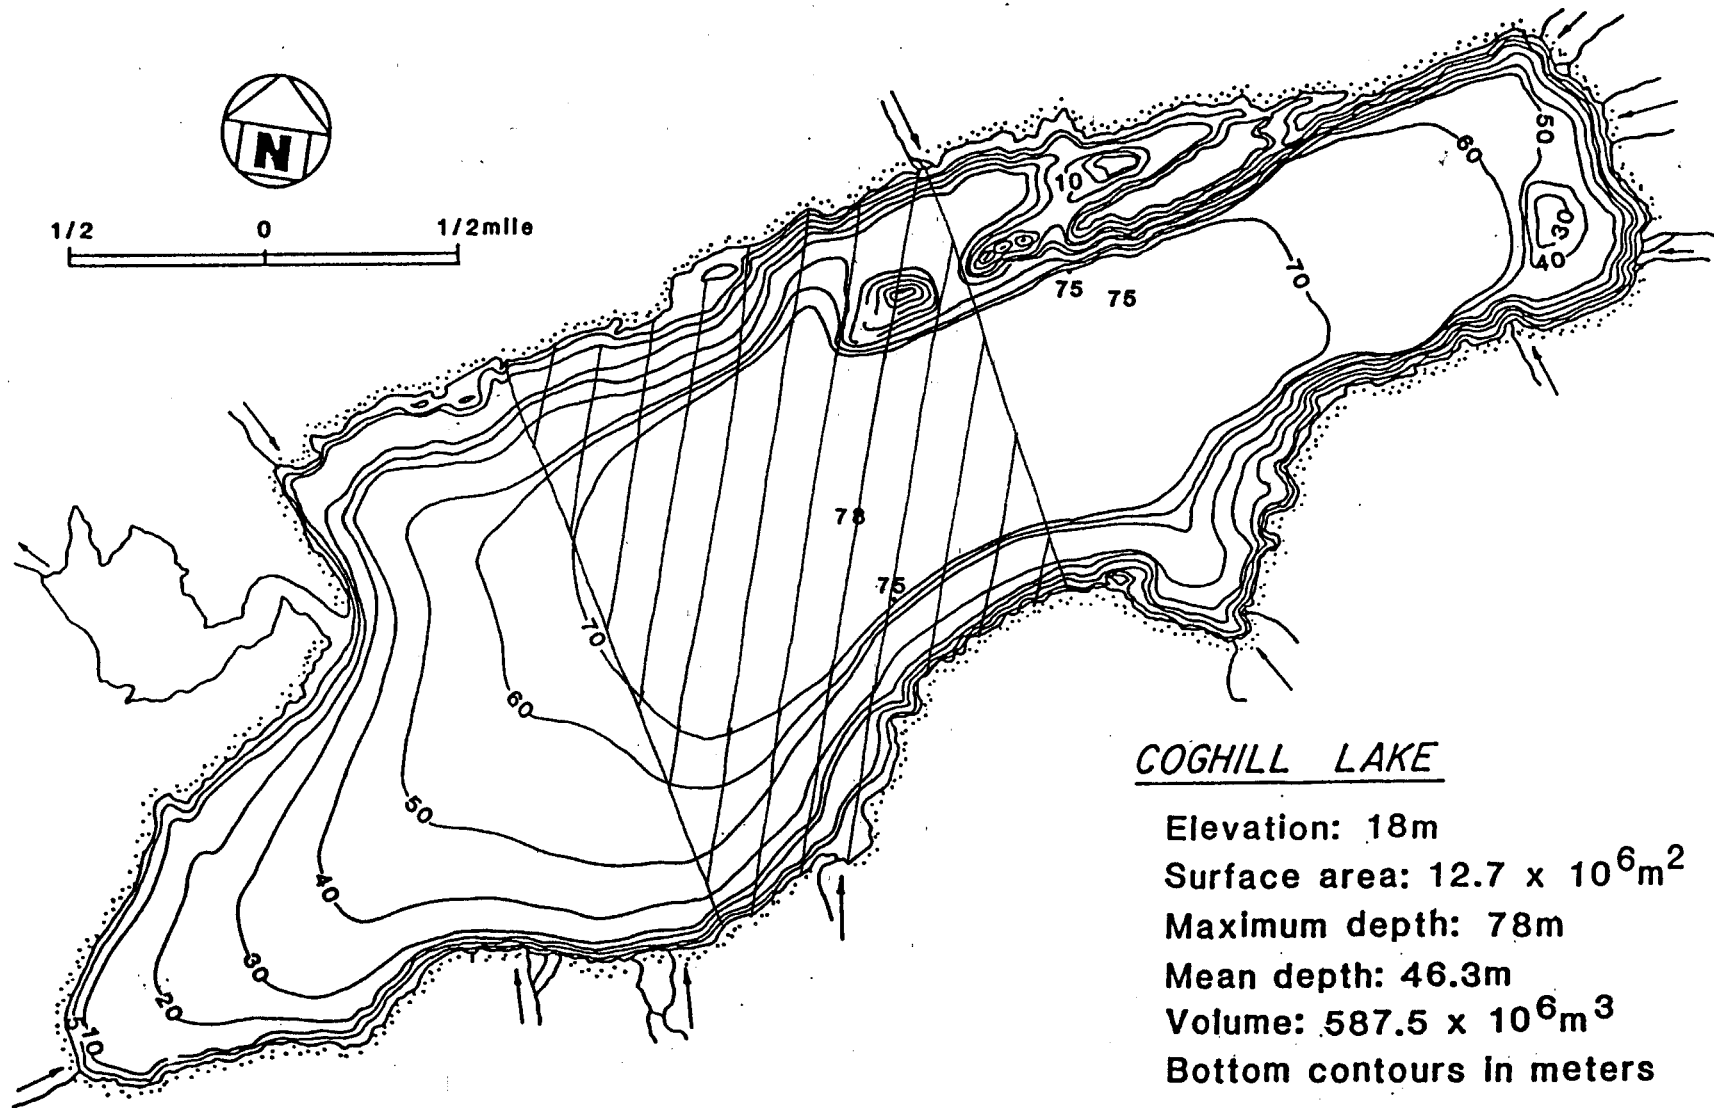 N
1/2 0 1/2mile
10
50
60
30
40
70
75 75
78
75
70
60
50
40
30
20
5 10
COGHILL LAKE
Elevation: 18m
Surface area: 12.7 x 10⁶m²
Maximum depth: 78m
Mean depth: 46.3m
Volume: 587.5 x 10⁶m³
Bottom contours in meters